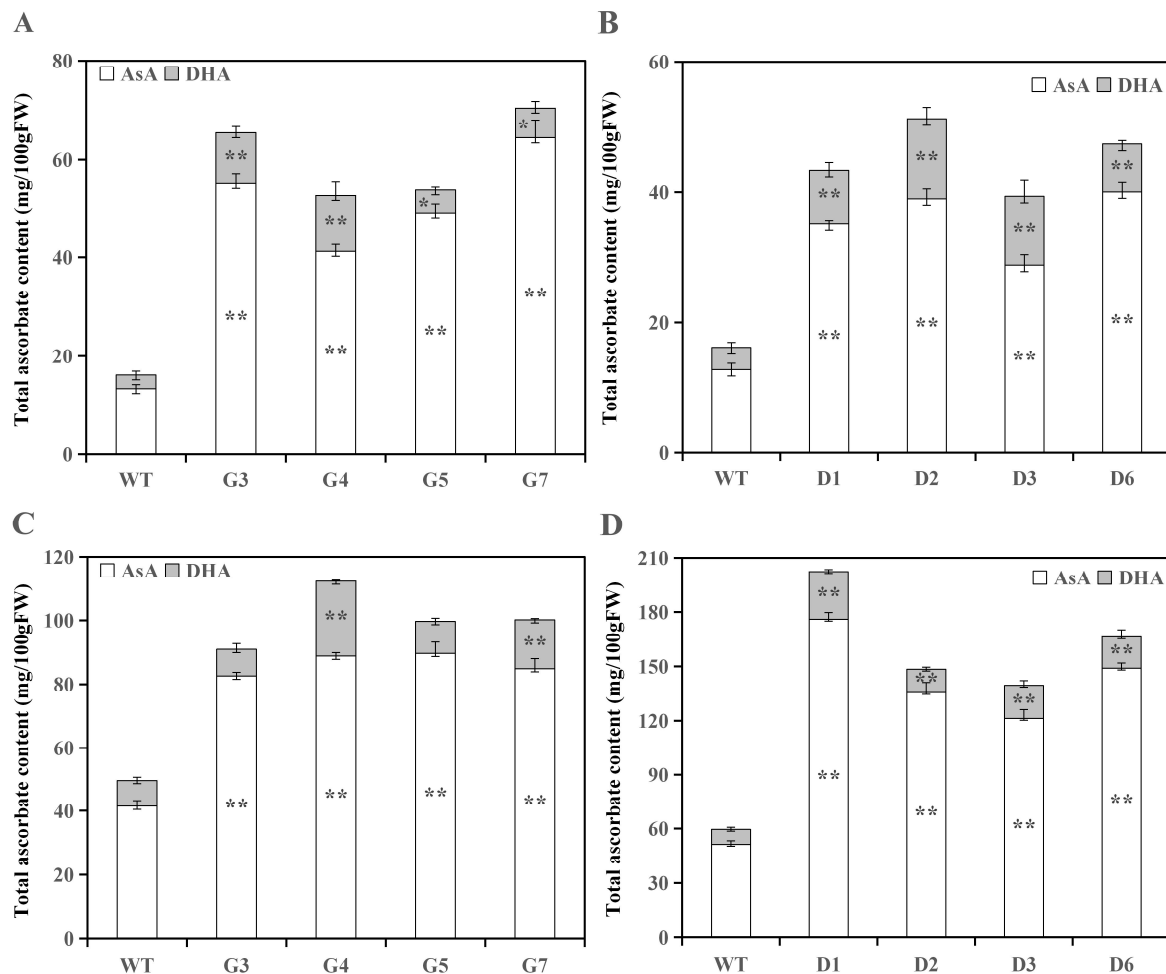 A
Total ascorbate content (mg/100gFW)
80
60
40
20
0
AsA DHA
** ** * *
** ** ** **
WT G3 G4 G5 G7
B
Total ascorbate content (mg/100gFW)
60
40
20
0
AsA DHA
** ** ** **
** ** ** **
WT D1 D2 D3 D6
C
Total ascorbate content (mg/100gFW)
120
100
80
60
40
20
0
AsA DHA
** **
** ** ** **
WT G3 G4 G5 G7
D
Total ascorbate content (mg/100gFW)
210
180
150
120
90
60
30
0
AsA DHA
** ** ** **
** ** ** **
WT D1 D2 D3 D6